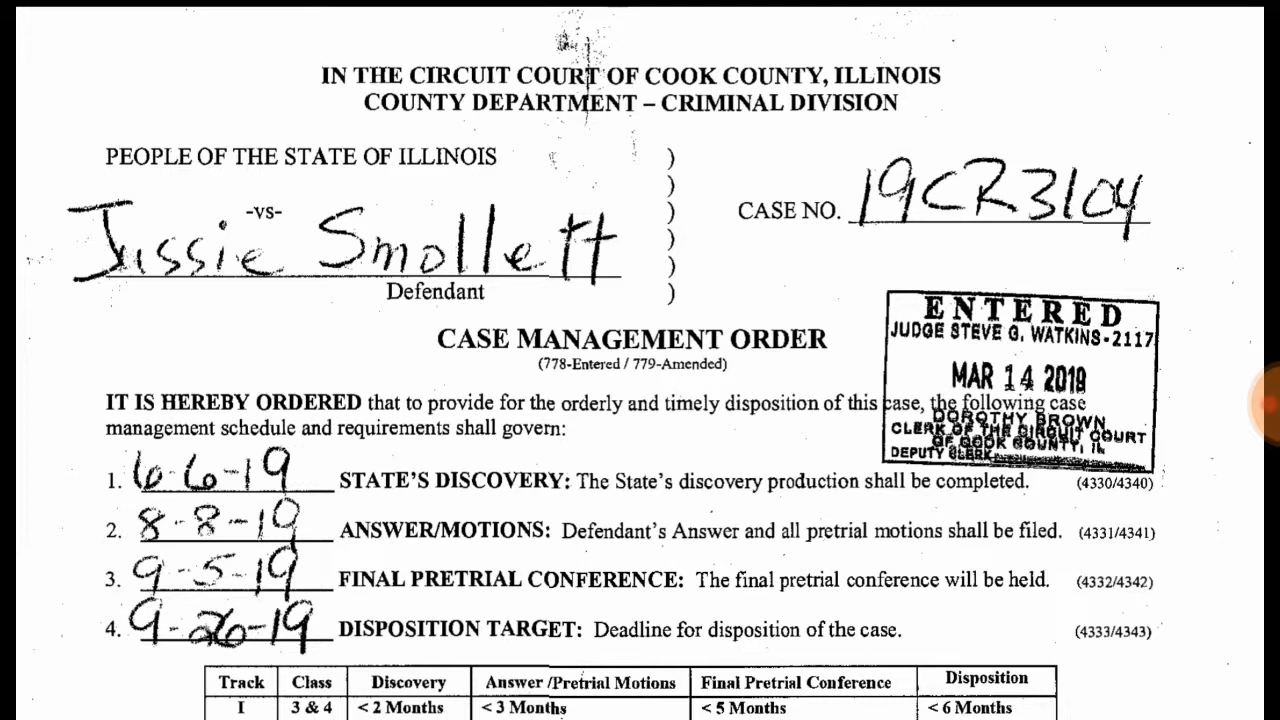 IN THE CIRCUIT COURT OF COOK COUNTY, ILLINOIS
COUNTY DEPARTMENT – CRIMINAL DIVISION
PEOPLE OF THE STATE OF ILLINOIS )
)
-vs- ) CASE NO. 19CR3104
Jussie Smollett )
)
Defendant )
ENTERED
JUDGE STEVE G. WATKINS-2117
MAR 14 2019
DOROTHY BROWN
CLERK OF THE CIRCUIT COURT
OF COOK COUNTY, IL
DEPUTY CLERK
CASE MANAGEMENT ORDER
(778-Entered / 779-Amended)
IT IS HEREBY ORDERED that to provide for the orderly and timely disposition of this case, the following case
management schedule and requirements shall govern:
1. 6-6-19 STATE'S DISCOVERY: The State's discovery production shall be completed. (4330/4340)
2. 8-8-19 ANSWER/MOTIONS: Defendant's Answer and all pretrial motions shall be filed. (4331/4341)
3. 9-5-19 FINAL PRETRIAL CONFERENCE: The final pretrial conference will be held. (4332/4342)
4. 9-26-19 DISPOSITION TARGET: Deadline for disposition of the case. (4333/4343)
Track Class Discovery Answer /Pretrial Motions Final Pretrial Conference Disposition
I 3 & 4 < 2 Months < 3 Months < 5 Months < 6 Months